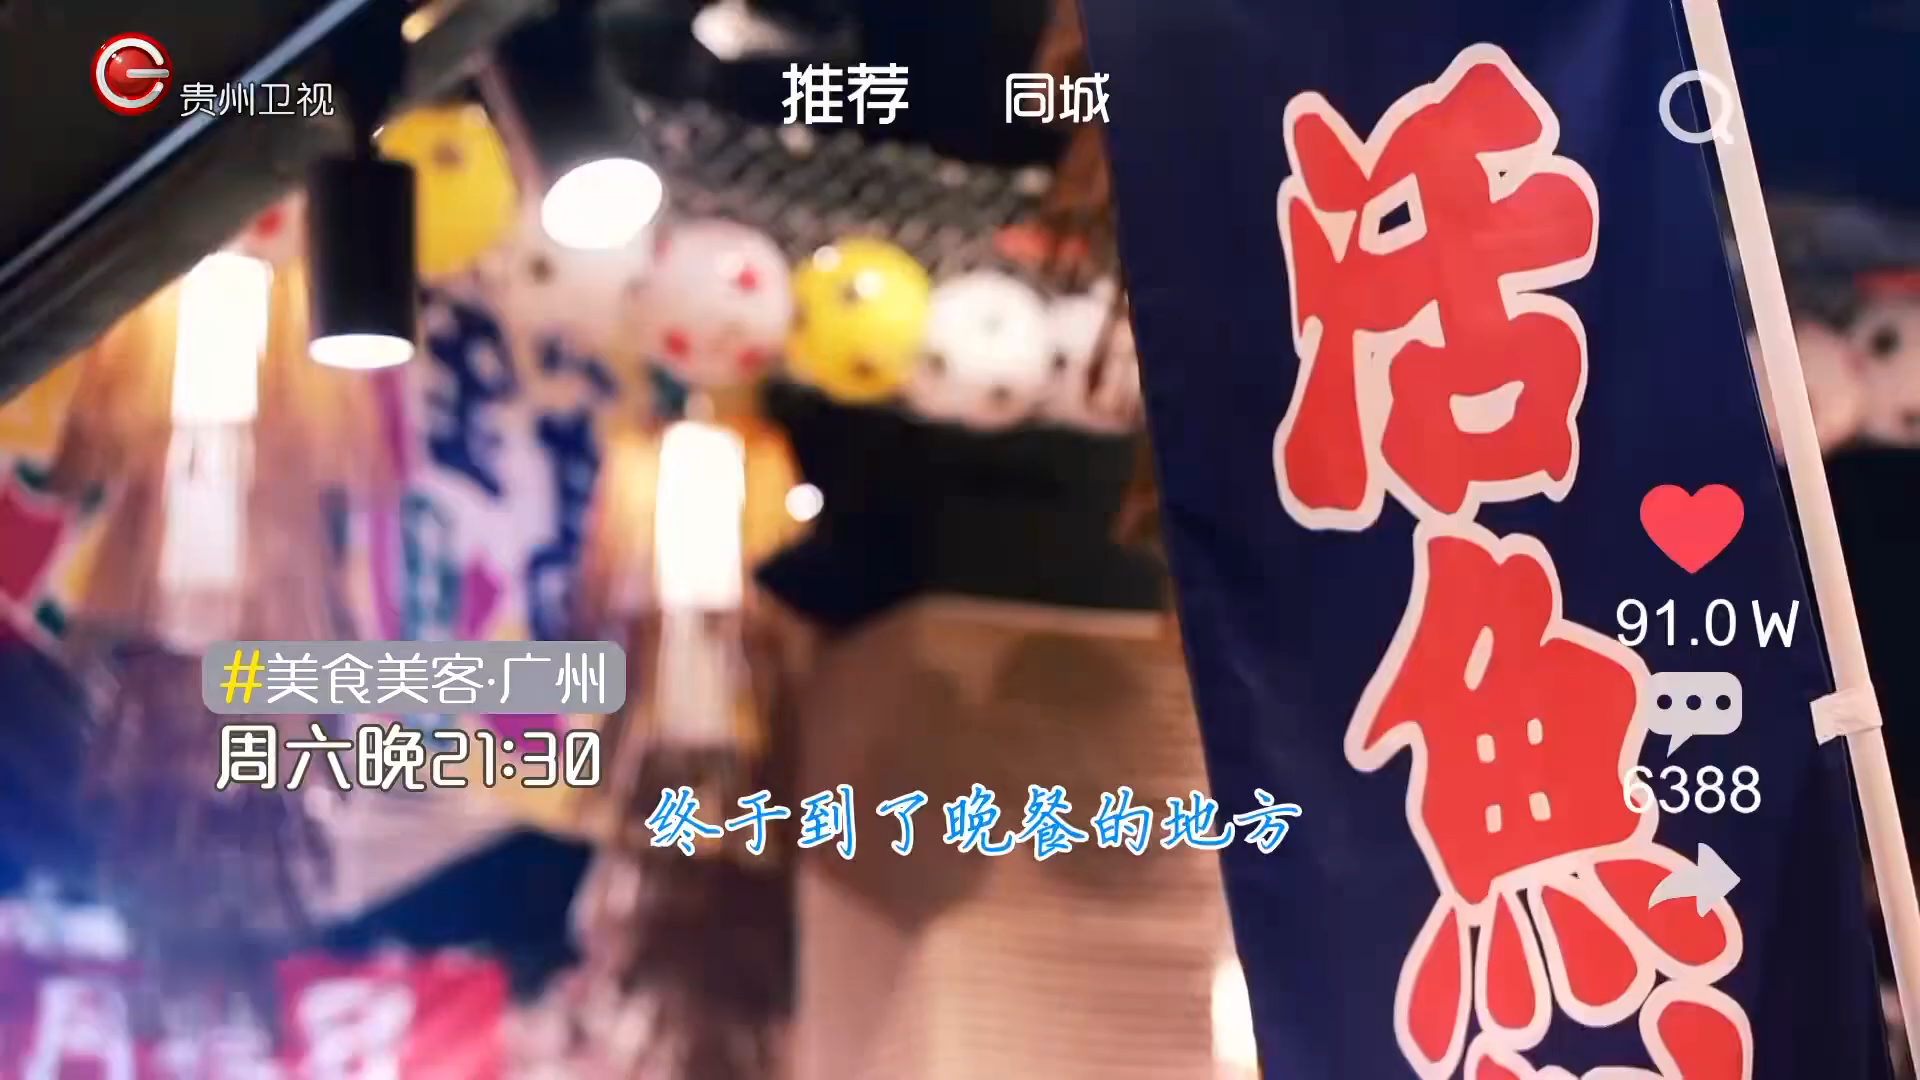 贵州卫视
推荐 同城
活魚
91.0W
6388
#美食美客·广州
周六晚21:30
终于到了晚餐的地方